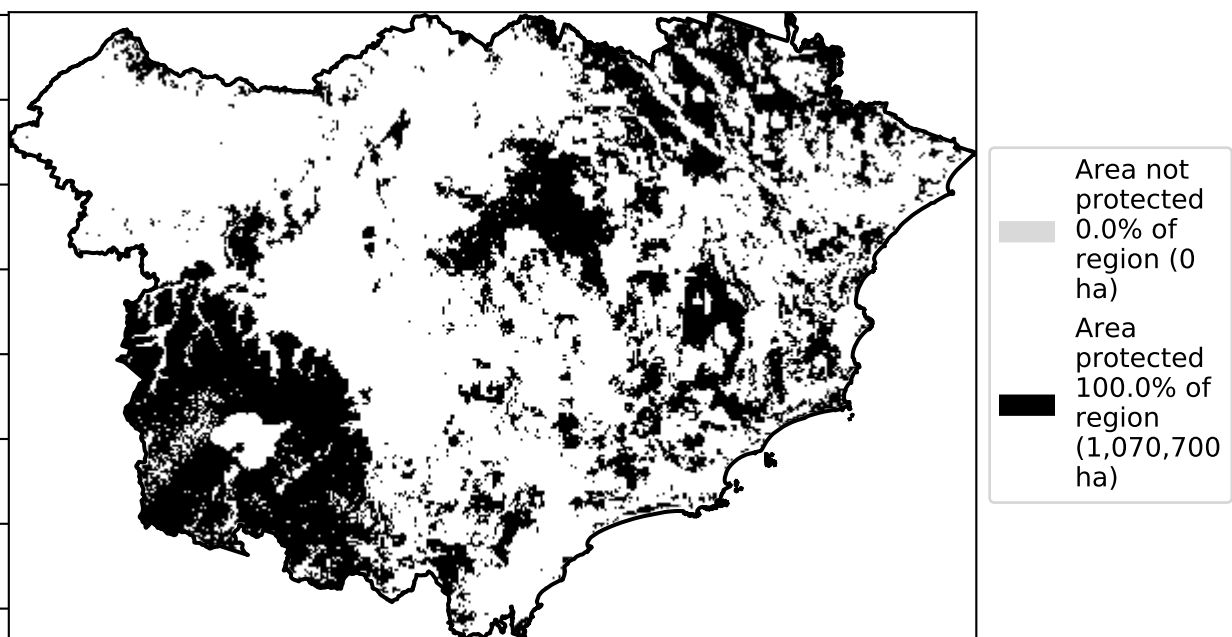 Area not
protected
0.0% of
region (0
ha)
Area
protected
100.0% of
region
(1,070,700
ha)